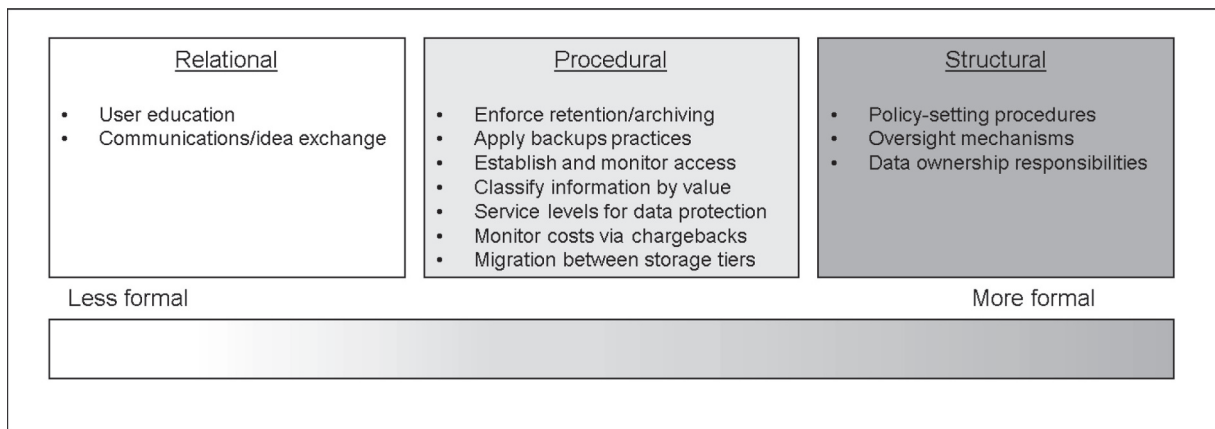 Relational
• User education
• Communications/idea exchange
Procedural
• Enforce retention/archiving
• Apply backups practices
• Establish and monitor access
• Classify information by value
• Service levels for data protection
• Monitor costs via chargebacks
• Migration between storage tiers
Structural
• Policy-setting procedures
• Oversight mechanisms
• Data ownership responsibilities
Less formal
More formal